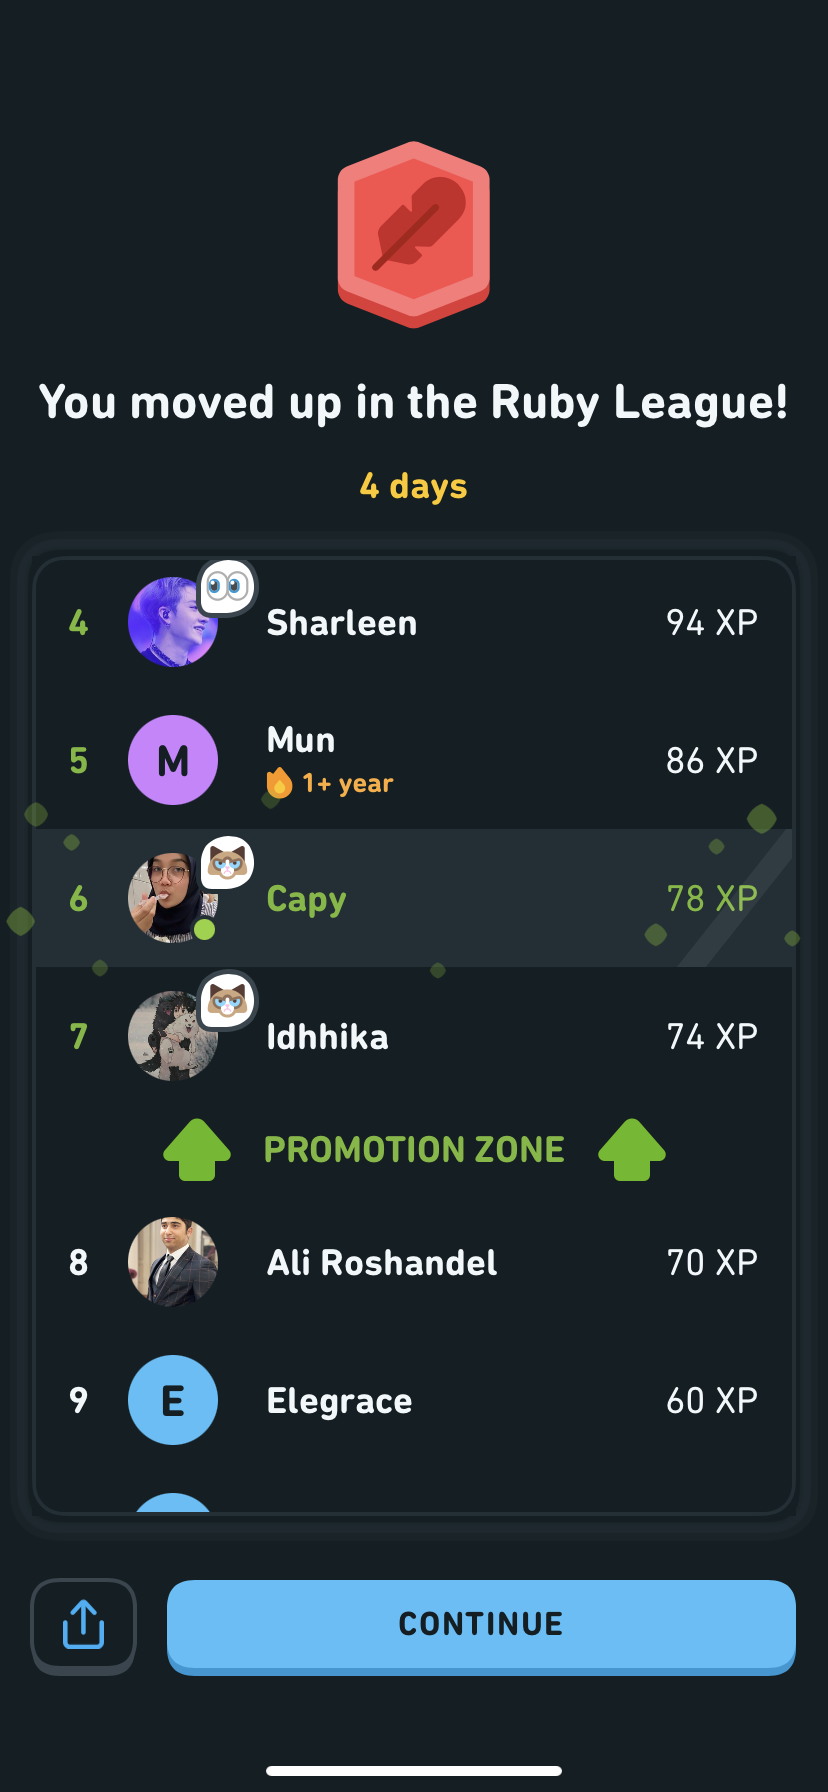 You moved up in the Ruby League!
4 days
4 Sharleen 94 XP
5 M Mun 86 XP
1+ year
6 Capy 78 XP
7 Idhhika 74 XP
PROMOTION ZONE
8 Ali Roshandel 70 XP
9 E Elegrace 60 XP
CONTINUE